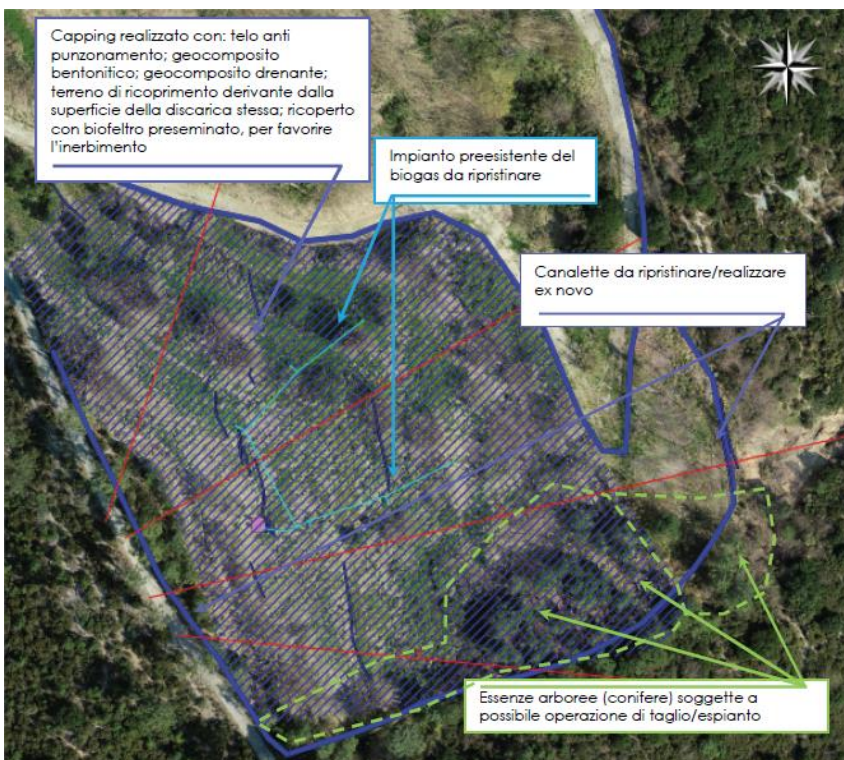 Capping realizzato con: telo anti
punzonamento; geocomposito
bentonitico; geocomposito drenante;
terreno di ricoprimento derivante dalla
superficie della discarica stessa; ricoperto
con biofeltro preseminato, per favorire
l'inerbimento
Impianto preesistente del
biogas da ripristinare
Canalette da ripristinare/realizzare
ex novo
Essenze arboree (conifere) soggette a
possibile operazione di taglio/espianto